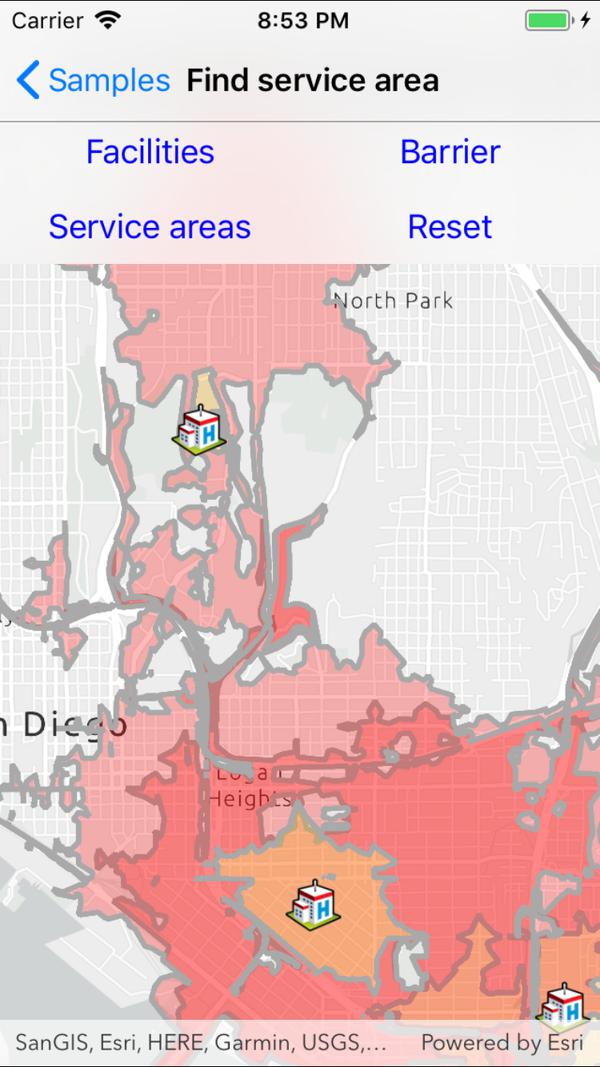 Carrier 8:53 PM
Samples Find service area
Facilities Barrier
Service areas Reset
North Park
n Diego
Logan
Heights
H
H
H
SanGIS, Esri, HERE, Garmin, USGS,... Powered by Esri